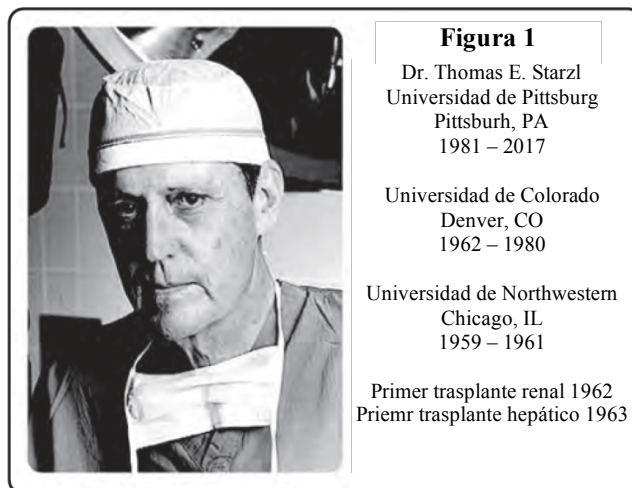 Figura 1
Dr. Thomas E. Starzl
Universidad de Pittsburg
Pittsburh, PA
1981 – 2017
Universidad de Colorado
Denver, CO
1962 – 1980
Universidad de Northwestern
Chicago, IL
1959 – 1961
Primer trasplante renal 1962
Priemr trasplante hepático 1963